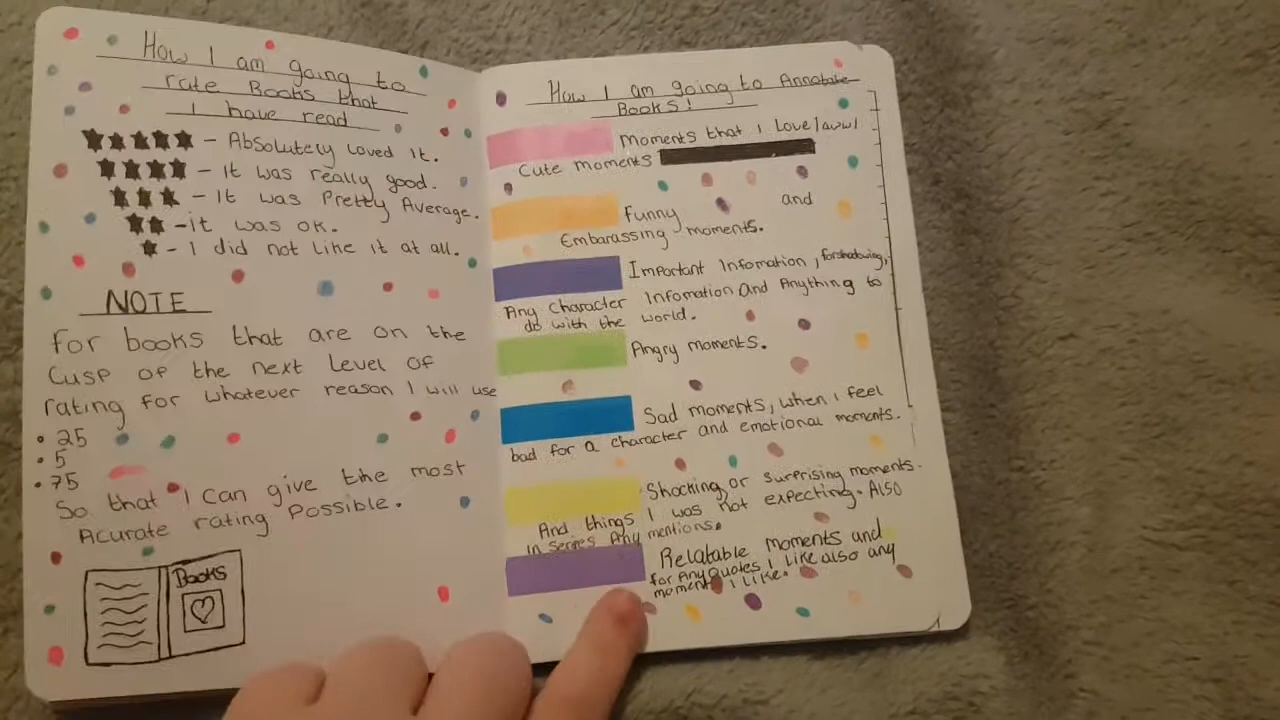 How I am going to
rate Books that
I have read
★★★★★ - Absolutely loved it.
★★★★ - It was really good.
★★★ - It was Pretty Average.
★★ - it was ok.
★ - I did not like it at all.
NOTE
for books that are on the
Cusp of the next Level of
rating for whatever reason I will use
• 25
• 5
• 75
So that I can give the most
Acurate rating Possible.
Books
How I am going to Annotate
Books!
Moments that I Love/aww/
Cute moments
Funny and
Embarassing moments.
Important Infomation, forshadowing,
Any character Infomation and Anything to
do with the world.
Angry moments.
Sad moments, when I feel
bad for a character and emotional moments.
Shocking or surprising moments.
And things I was not expecting. Also
in series Any mentions.
Relatable moments and
for Any Quotes I Like also any
moment I Like.